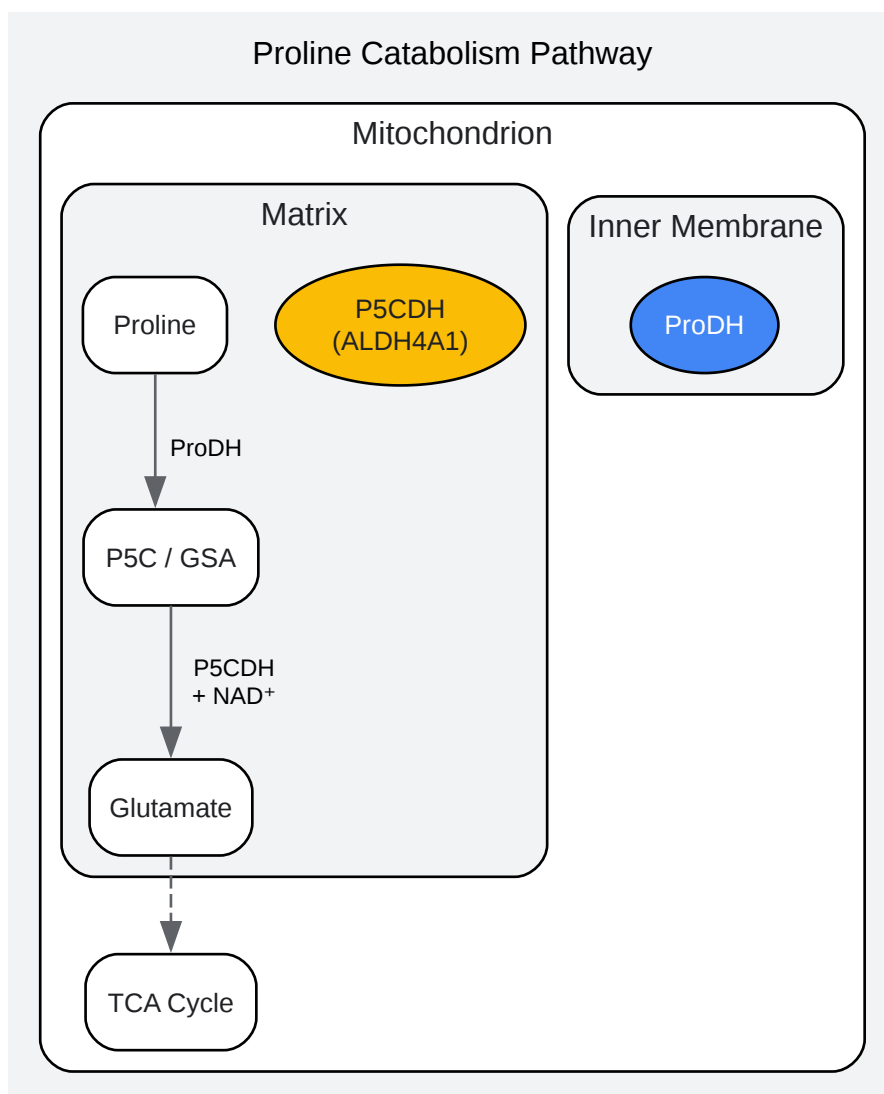 Proline Catabolism Pathway
Mitochondrion
Matrix
Inner Membrane
Proline
P5CDH
(ALDH4A1)
ProDH
ProDH
P5C / GSA
P5CDH
+ NAD⁺
Glutamate
TCA Cycle